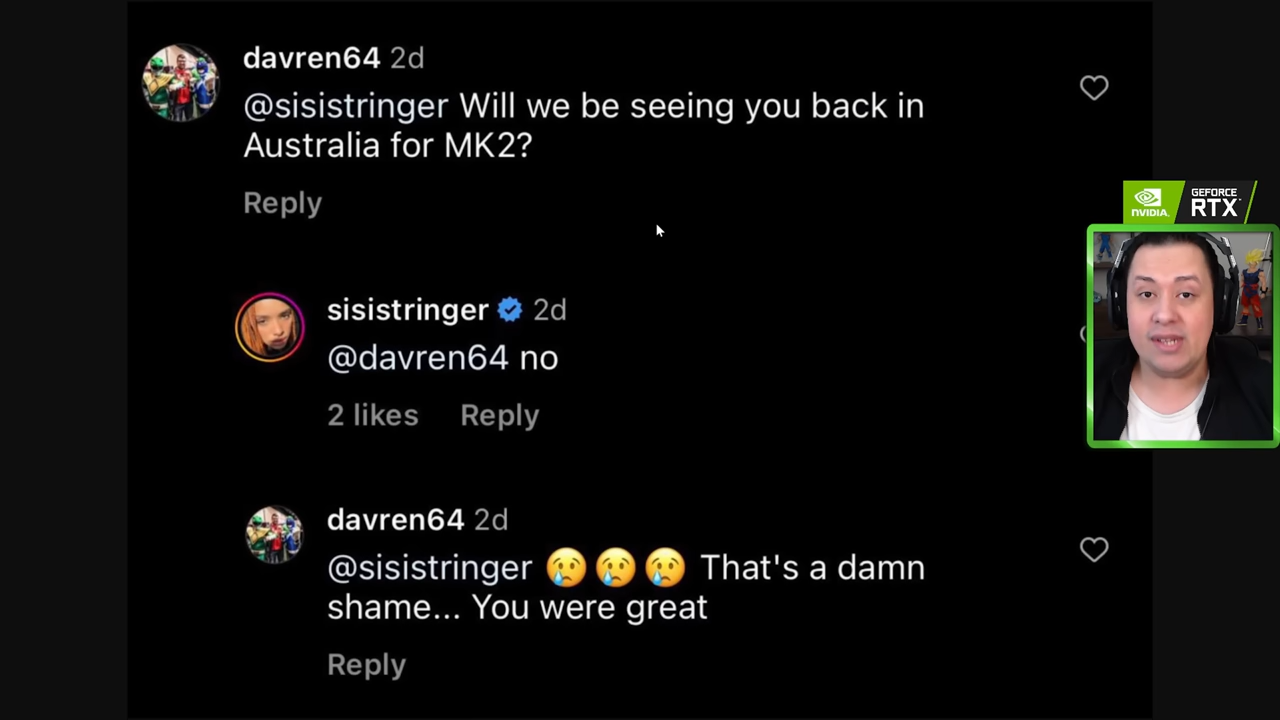 davren64 2d
@sisistringer Will we be seeing you back in
Australia for MK2?
Reply
NVIDIA.
GEFORCE
RTX
sisistringer 2d
@davren64 no
2 likes Reply
davren64 2d
@sisistringer 😢😢😢 That's a damn
shame... You were great
Reply